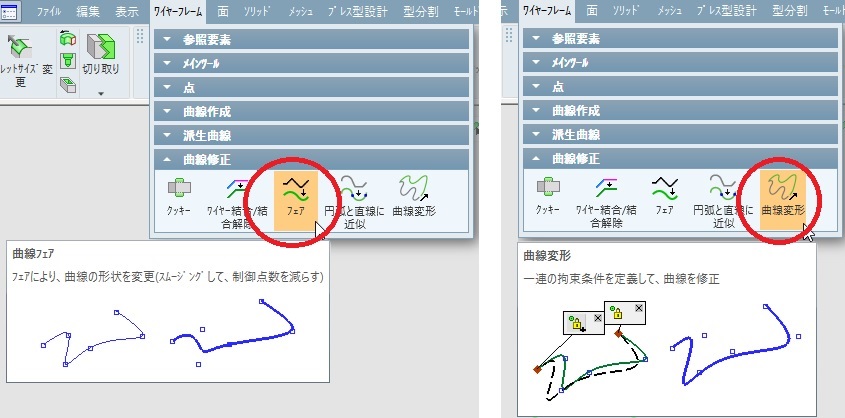 ファイル 編集 表示 ワイヤーフレーム 面 ソリッド メッシュ プレス型設計 型分割 モールド
レットサイズ変
更
切り取り
参照要素
メインツール
点
曲線作成
派生曲線
曲線修正
クッキー ワイヤー結合/結
合解除 フェア 円弧と直線に
近似 曲線変形
曲線フェア
フェアにより、曲線の形状を変更(スムージングして、制御点数を減らす)
ワイヤーフレーム 面 ソリッド メッシュ プレス型設計 型分割 モールド
参照要素
メインツール
点
曲線作成
派生曲線
曲線修正
クッキー ワイヤー結合/結
合解除 フェア 円弧と直線に
近似 曲線変形
曲線変形
一連の拘束条件を定義して、曲線を修正